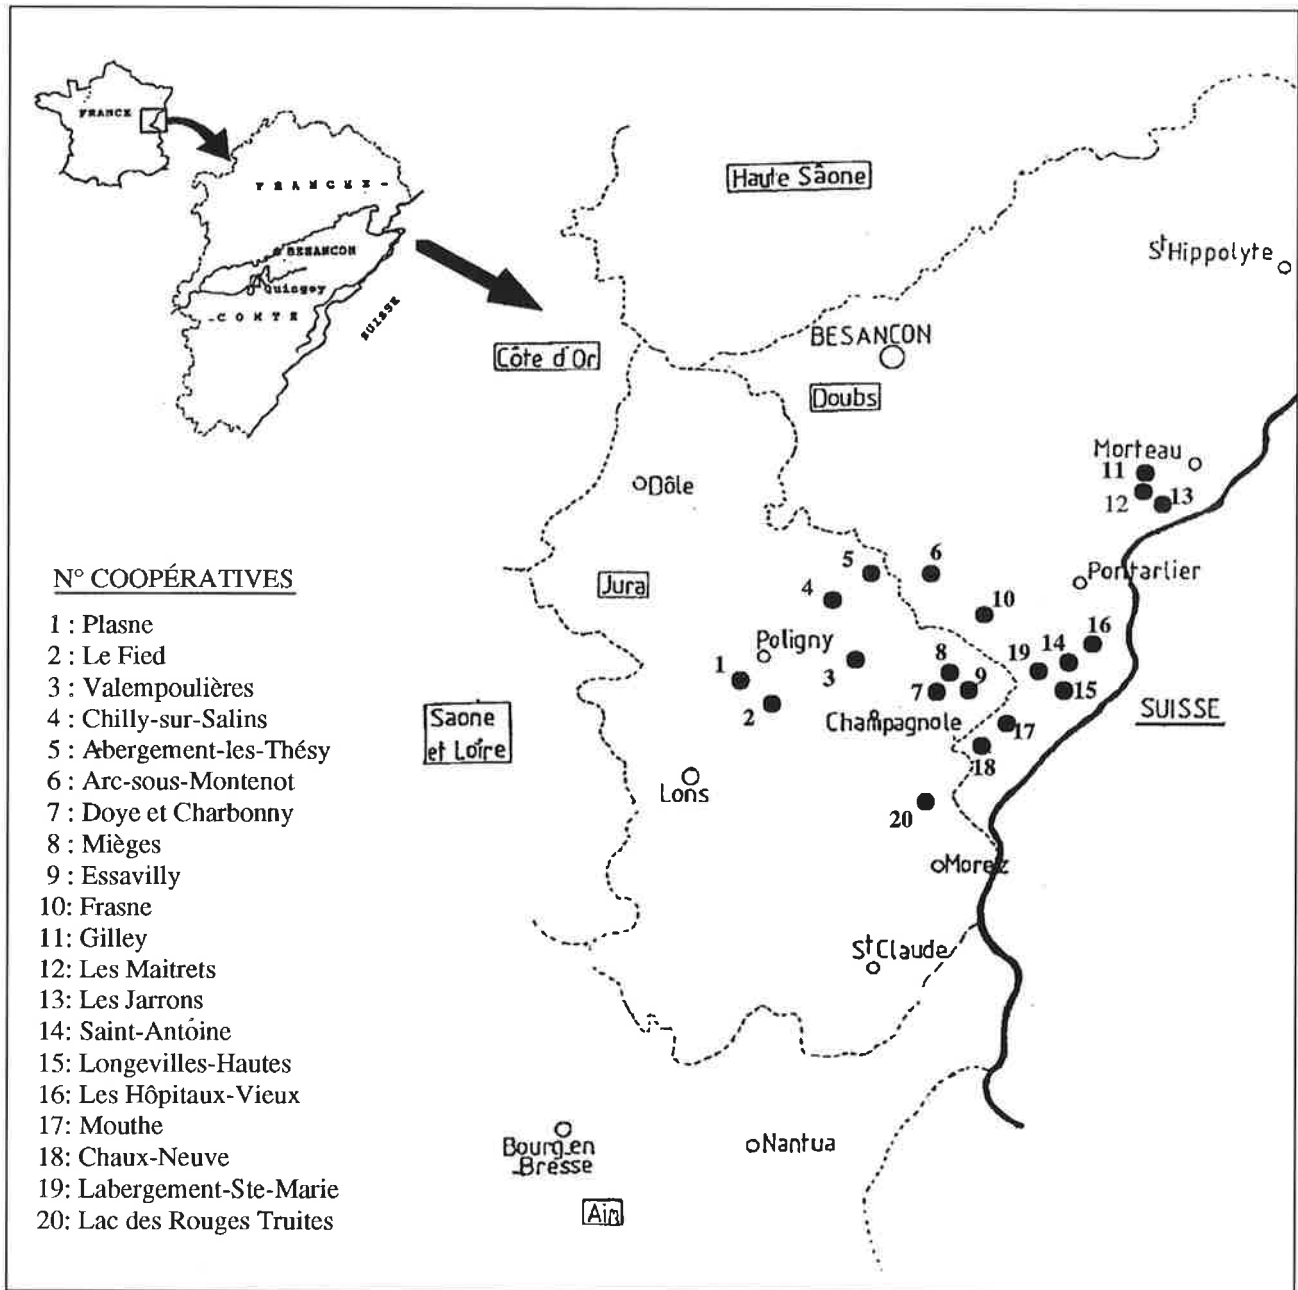 FRANCE
FRANCHE-
BESANCON
Quingey
-COMTE
SUISSE
Haute Sâone
St Hippolyte
BESANÇON
Côte d'Or
Doubs
Morteau
11
12
13
Dôle
5
6
Pontarlier
Jura
4
10
Poligny
16
1
3
8
19
14
2
7
9
15
Saone
et Loire
Champagnole
17
SUISSE
18
Lons
20
Morez
St Claude
Bourg-en
-Bresse
Nantua
Ain
N° COOPÉRATIVES
1 : Plasne
2 : Le Fied
3 : Valempoulières
4 : Chilly-sur-Salins
5 : Abergement-les-Thésy
6 : Arc-sous-Montenot
7 : Doye et Charbonny
8 : Mièges
9 : Essavilly
10: Frasne
11: Gilley
12: Les Maitrets
13: Les Jarrons
14: Saint-Antoine
15: Longevilles-Hautes
16: Les Hôpitaux-Vieux
17: Mouthe
18: Chaux-Neuve
19: Labergement-Ste-Marie
20: Lac des Rouges Truites